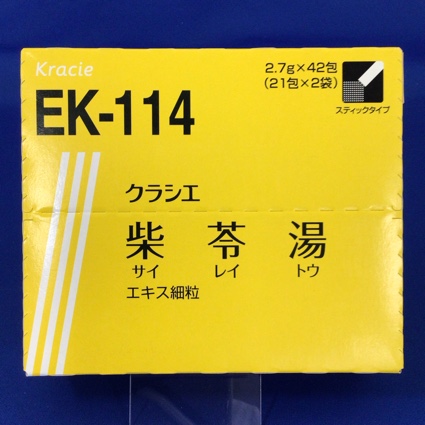 Kracie
2.7g×42包
(21包×2袋)
スティックタイプ
EK-114
クラシエ
柴苓湯
サイ レイ トウ
エキス細粒